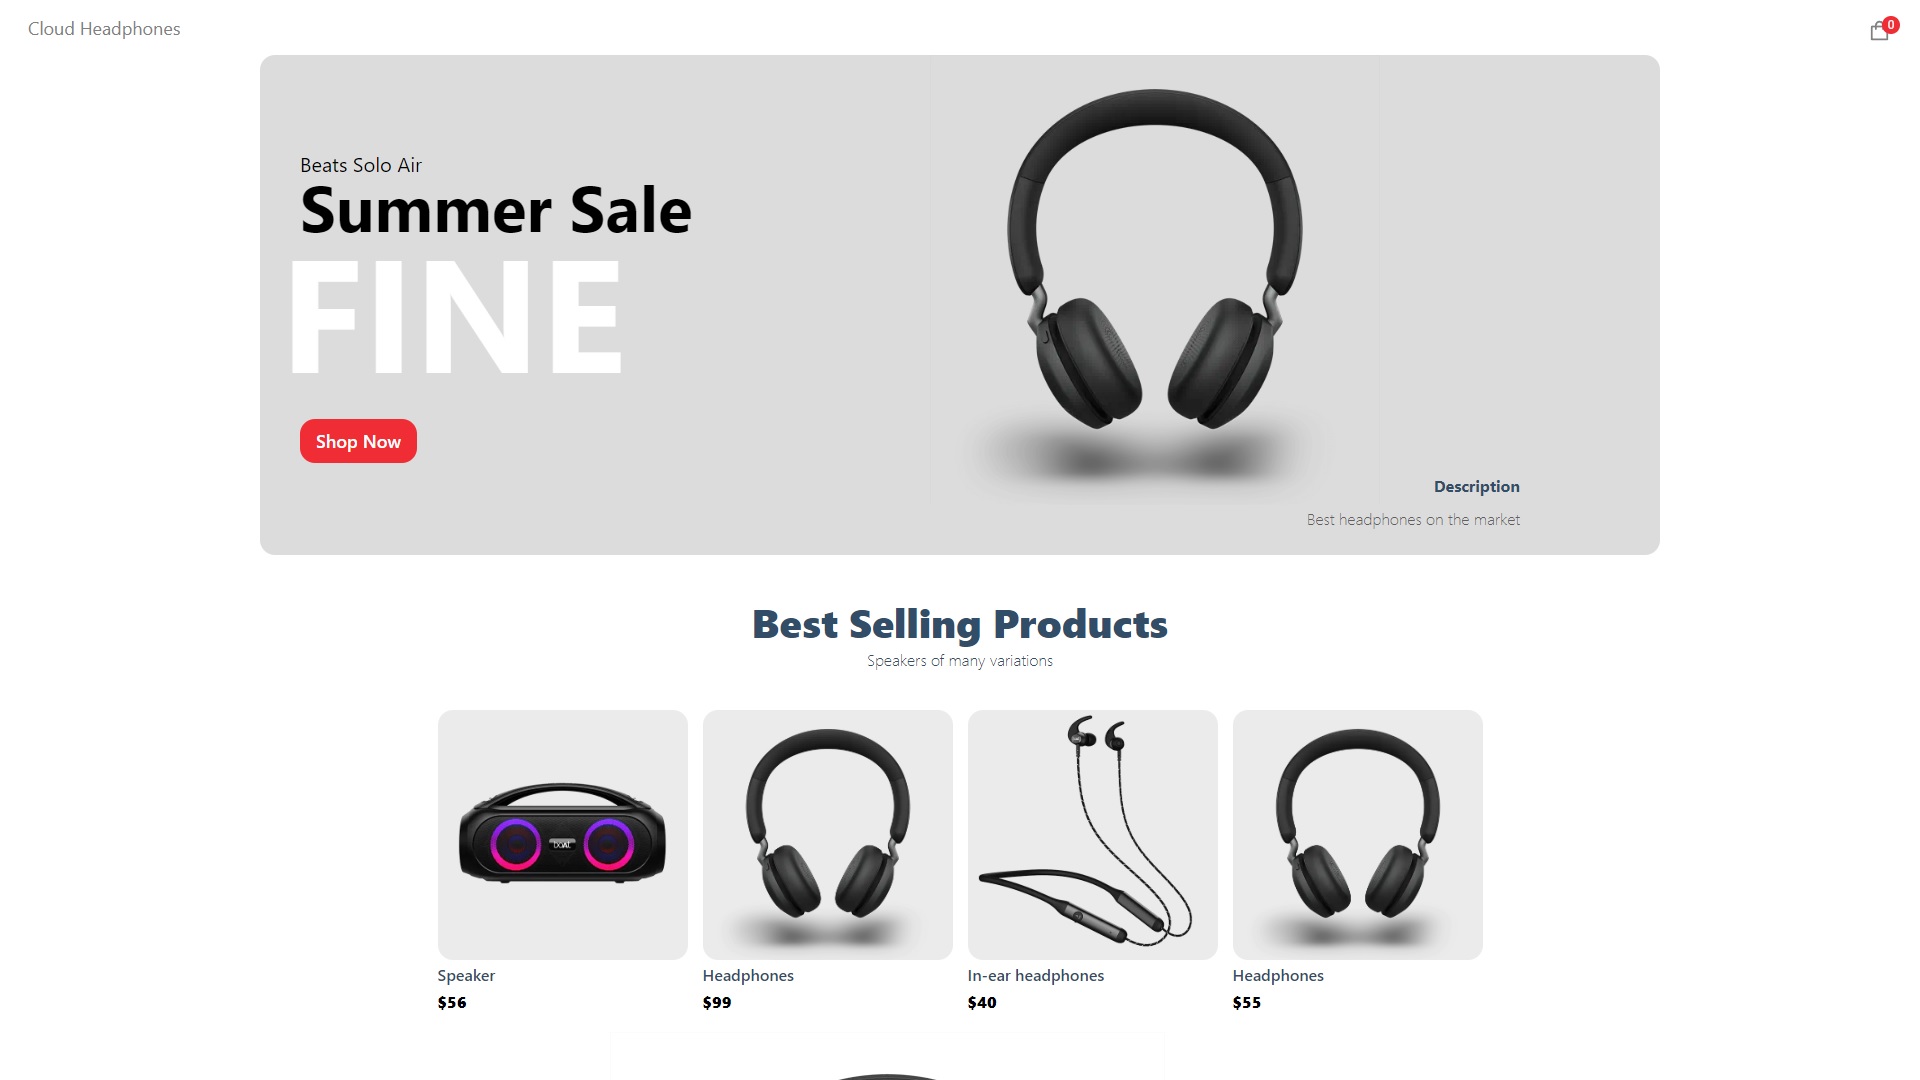 Cloud Headphones
0
Beats Solo Air
Summer Sale
FINE
Shop Now
Description
Best headphones on the market
Best Selling Products
Speakers of many variations
Speaker
$56
Headphones
$99
In-ear headphones
$40
Headphones
$55